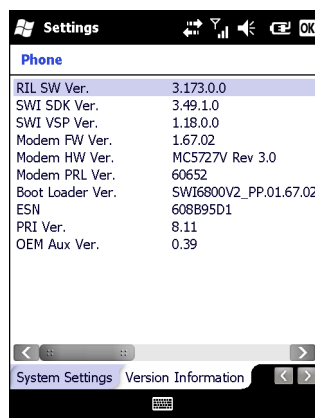 Settings
OK
Phone
RIL SW Ver. 3.173.0.0
SWI SDK Ver. 3.49.1.0
SWI VSP Ver. 1.18.0.0
Modem FW Ver. 1.67.02
Modem HW Ver. MC5727V Rev 3.0
Modem PRL Ver. 60652
Boot Loader Ver. SWI6800V2_PP.01.67.02
ESN 608B95D1
PRI Ver. 8.11
OEM Aux Ver. 0.39
System Settings Version Information